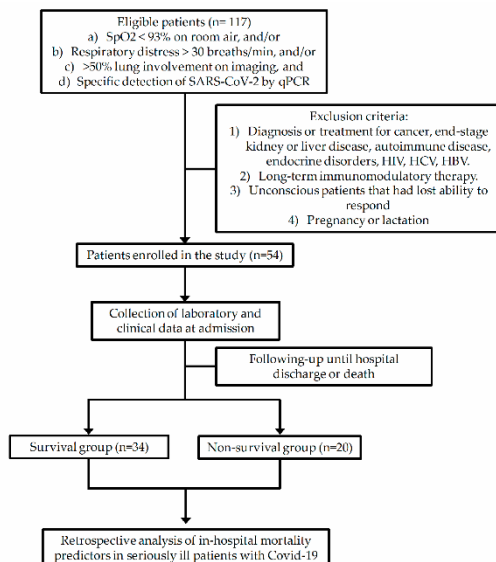 Eligible patients (n= 117)
a) SpO2 < 93% on room air, and/or
b) Respiratory distress > 30 breaths/min, and/or
c) >50% lung involvement on imaging, and
d) Specific detection of SARS-CoV-2 by qPCR
Exclusion criteria:
1) Diagnosis or treatment for cancer, end-stage
kidney or liver disease, autoimmune disease,
endocrine disorders, HIV, HCV, HBV.
2) Long-term immunomodulatory therapy.
3) Unconscious patients that had lost ability to
respond
4) Pregnancy or lactation
Patients enrolled in the study (n=54)
Collection of laboratory and
clinical data at admission
Following-up until hospital
discharge or death
Survival group (n=34)
Non-survival group (n=20)
Retrospective analysis of in-hospital mortality
predictors in seriously ill patients with Covid-19